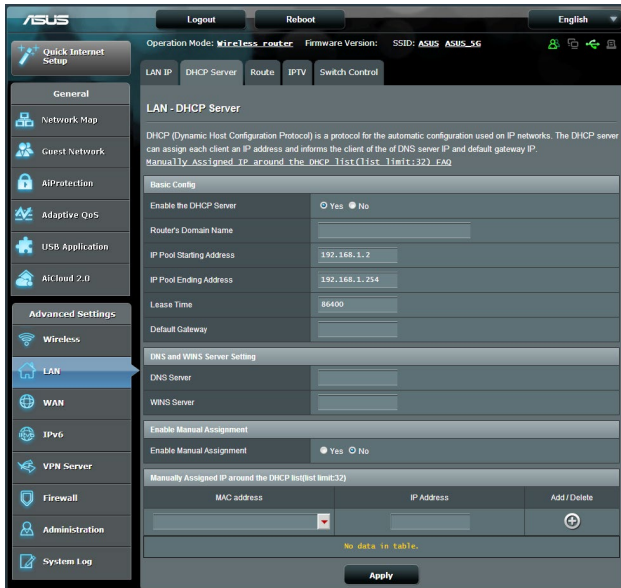 ASUS
Logout
Reboot
English
Quick Internet
Setup
Operation Mode: Wireless router Firmware Version: SSID: ASUS ASUS_5G
General
Network Map
Guest Network
AiProtection
Adaptive QoS
USB Application
AiCloud 2.0
Advanced Settings
Wireless
LAN
WAN
IPv6
VPN Server
Firewall
Administration
System Log
LAN IP DHCP Server Route IPTV Switch Control
LAN - DHCP Server
DHCP (Dynamic Host Configuration Protocol) is a protocol for the automatic configuration used on IP networks. The DHCP server
can assign each client an IP address and informs the client of the of DNS server IP and default gateway IP.
Manually Assigned IP around the DHCP list(list limit:32) FAQ
Basic Config
Enable the DHCP Server Yes No
Router's Domain Name
IP Pool Starting Address 192.168.1.2
IP Pool Ending Address 192.168.1.254
Lease Time 86400
Default Gateway
DNS and WINS Server Setting
DNS Server
WINS Server
Enable Manual Assignment
Enable Manual Assignment Yes No
Manually Assigned IP around the DHCP list(list limit:32)
MAC address IP Address Add / Delete
No data in table.
Apply